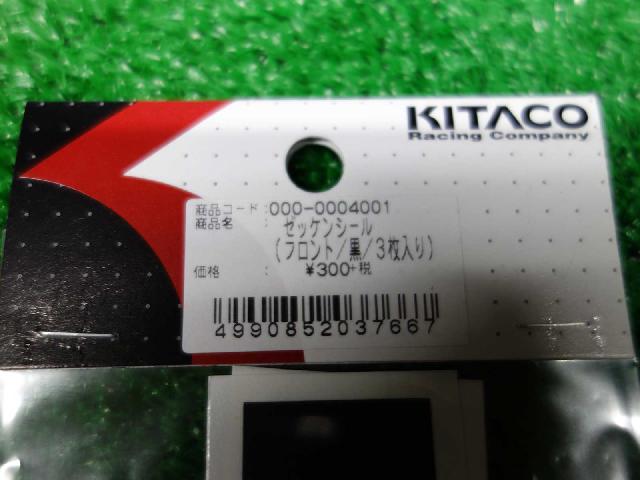 KITACO
Racing Company
商品コード:000-0004001
商品名 : ゼッケンシール
(フロント/黒/3枚入り)
価格 : ¥300+税
4990852037667